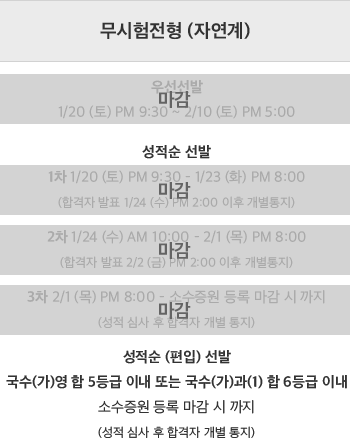 무시험전형 (자연계)
우선선발
마감
1/20 (토) PM 9:30 ~ 2/10 (토) PM 5:00
성적순 선발
1차 1/20 (토) PM 9:30 - 1/23 (화) PM 8:00
마감
(합격자 발표 1/24 (수) PM 2:00 이후 개별통지)
2차 1/24 (수) AM 10:00 - 2/1 (목) PM 8:00
마감
(합격자 발표 2/2 (금) PM 2:00 이후 개별통지)
3차 2/1 (목) PM 8:00 - 소수증원 등록 마감 시 까지
마감
(성적 심사 후 합격자 개별 통지)
성적순 (편입) 선발
국수(가)영 합 5등급 이내 또는 국수(가)과(1) 합 6등급 이내
소수증원 등록 마감 시 까지
(성적 심사 후 합격자 개별 통지)